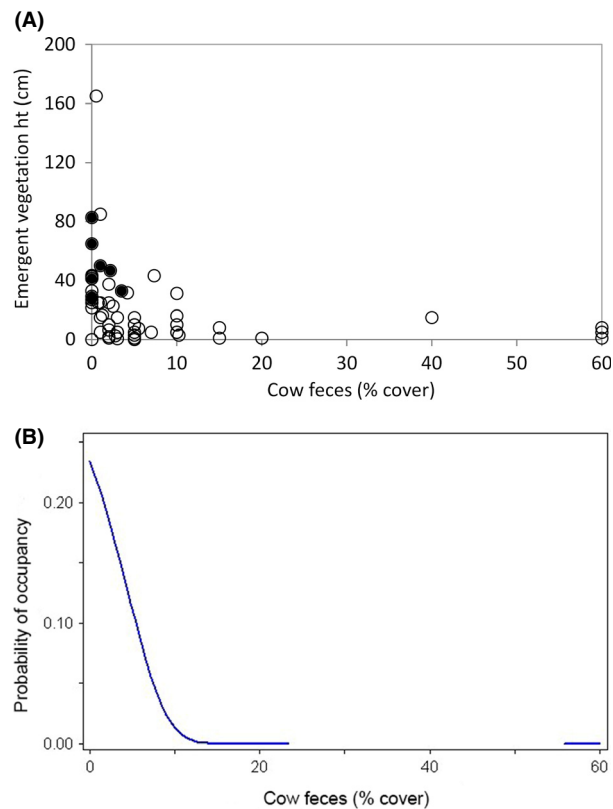 (A)
200
160
120
80
40
0
Emergent vegetation ht (cm)
0 10 20 30 40 50 60
Cow feces (% cover)
(B)
0.20
0.10
0.00
Probability of occupancy
0 20 40 60
Cow feces (% cover)